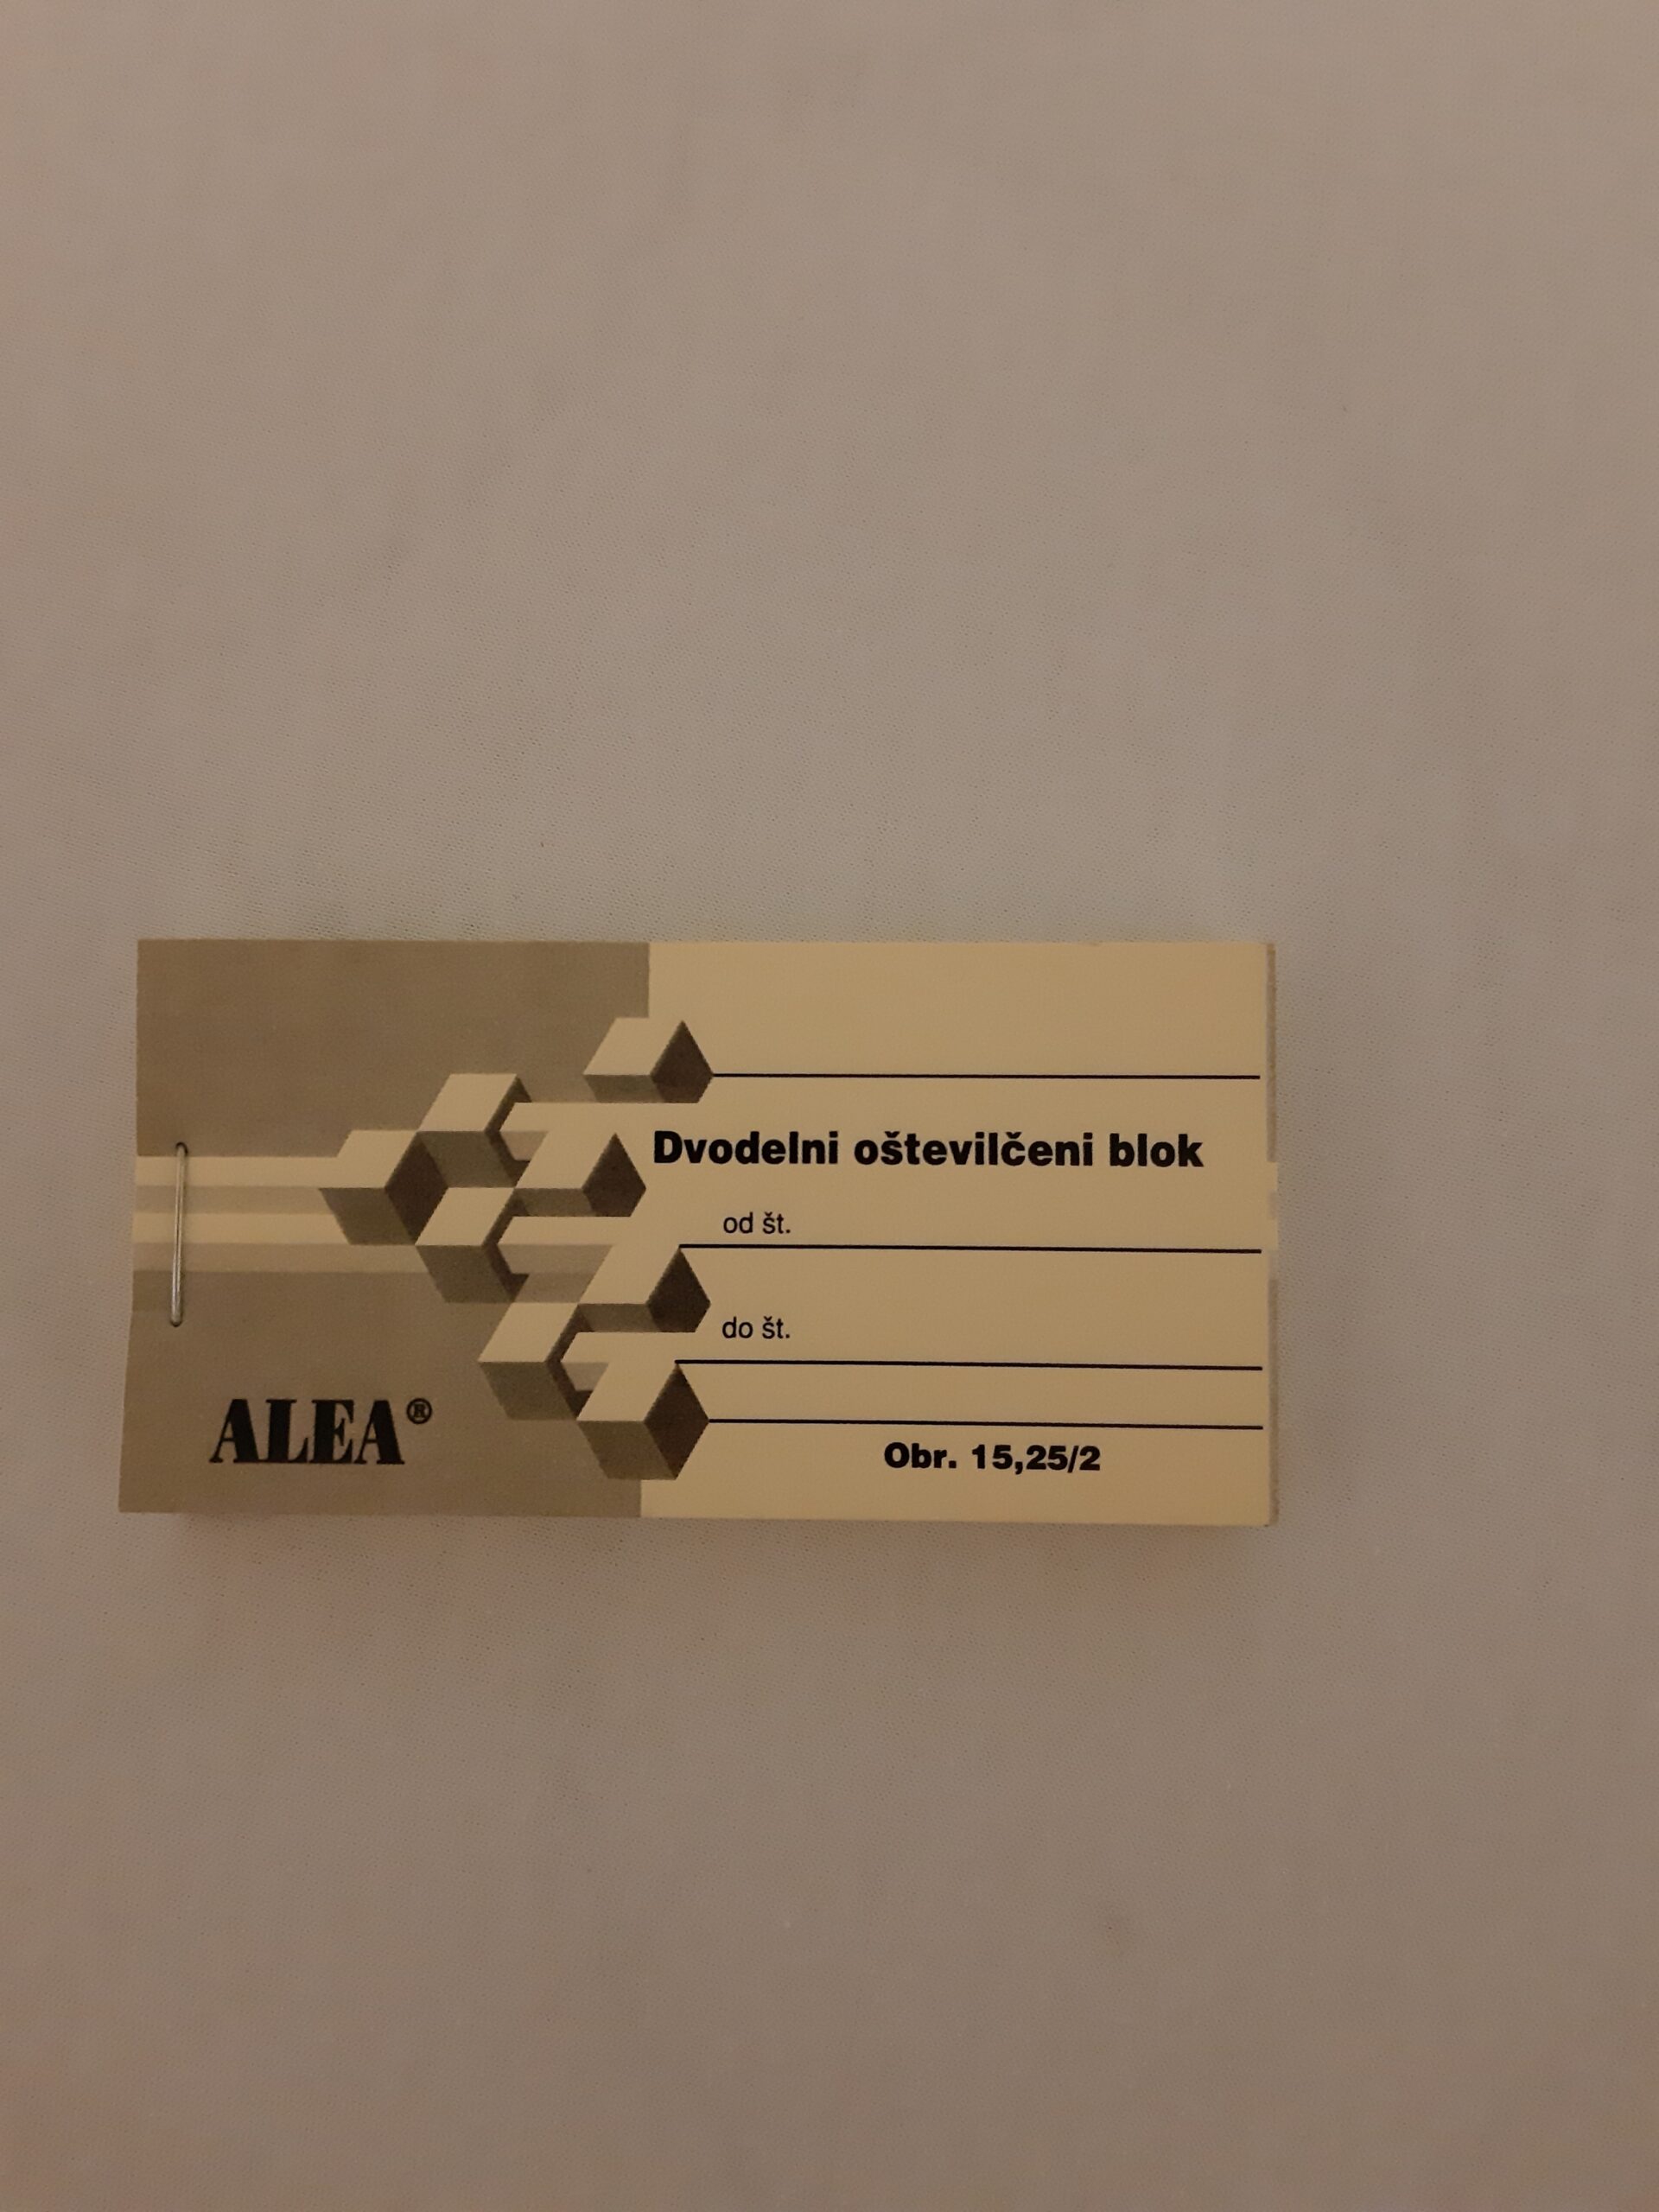 Dvodelni oštevilčeni blok
od št.
do št.
ALEA®
Obr. 15,25/2